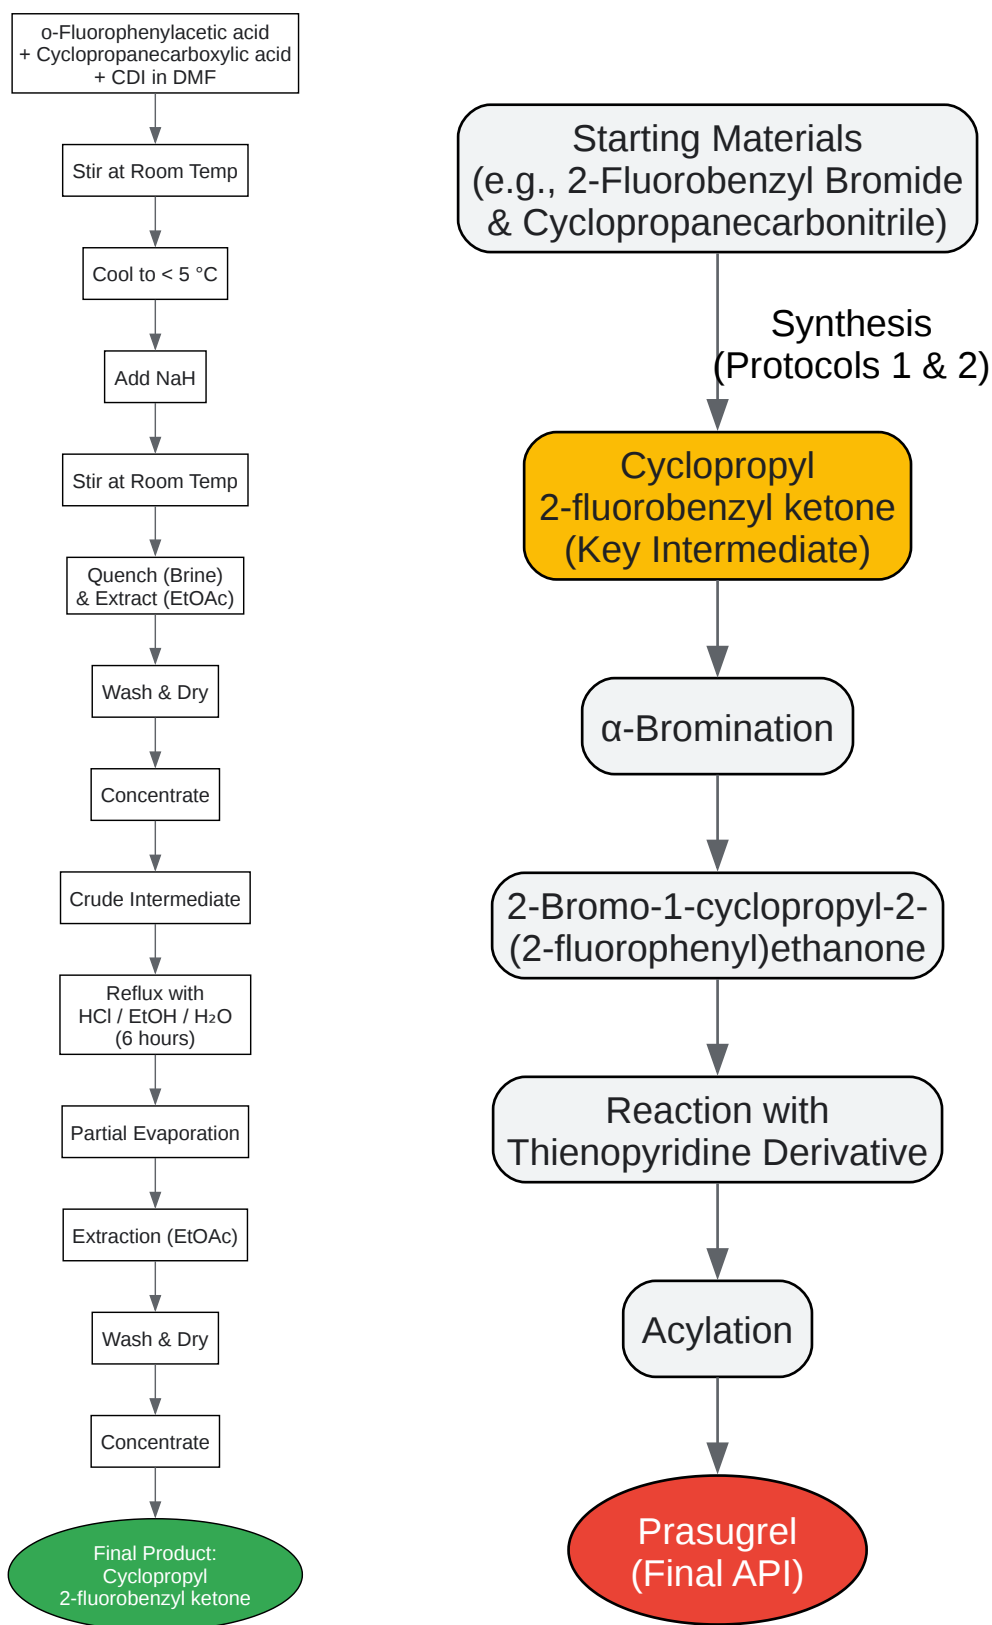 o-Fluorophenylacetic acid
+ Cyclopropanecarboxylic acid
+ CDI in DMF
Stir at Room Temp
Cool to < 5 °C
Add NaH
Stir at Room Temp
Quench (Brine)
& Extract (EtOAc)
Wash & Dry
Concentrate
Crude Intermediate
Reflux with
HCl / EtOH / H₂O
(6 hours)
Partial Evaporation
Extraction (EtOAc)
Wash & Dry
Concentrate
Final Product:
Cyclopropyl
2-fluorobenzyl ketone
Starting Materials
(e.g., 2-Fluorobenzyl Bromide
& Cyclopropanecarbonitrile)
Synthesis
(Protocols 1 & 2)
Cyclopropyl
2-fluorobenzyl ketone
(Key Intermediate)
α-Bromination
2-Bromo-1-cyclopropyl-2-
(2-fluorophenyl)ethanone
Reaction with
Thienopyridine Derivative
Acylation
Prasugrel
(Final API)